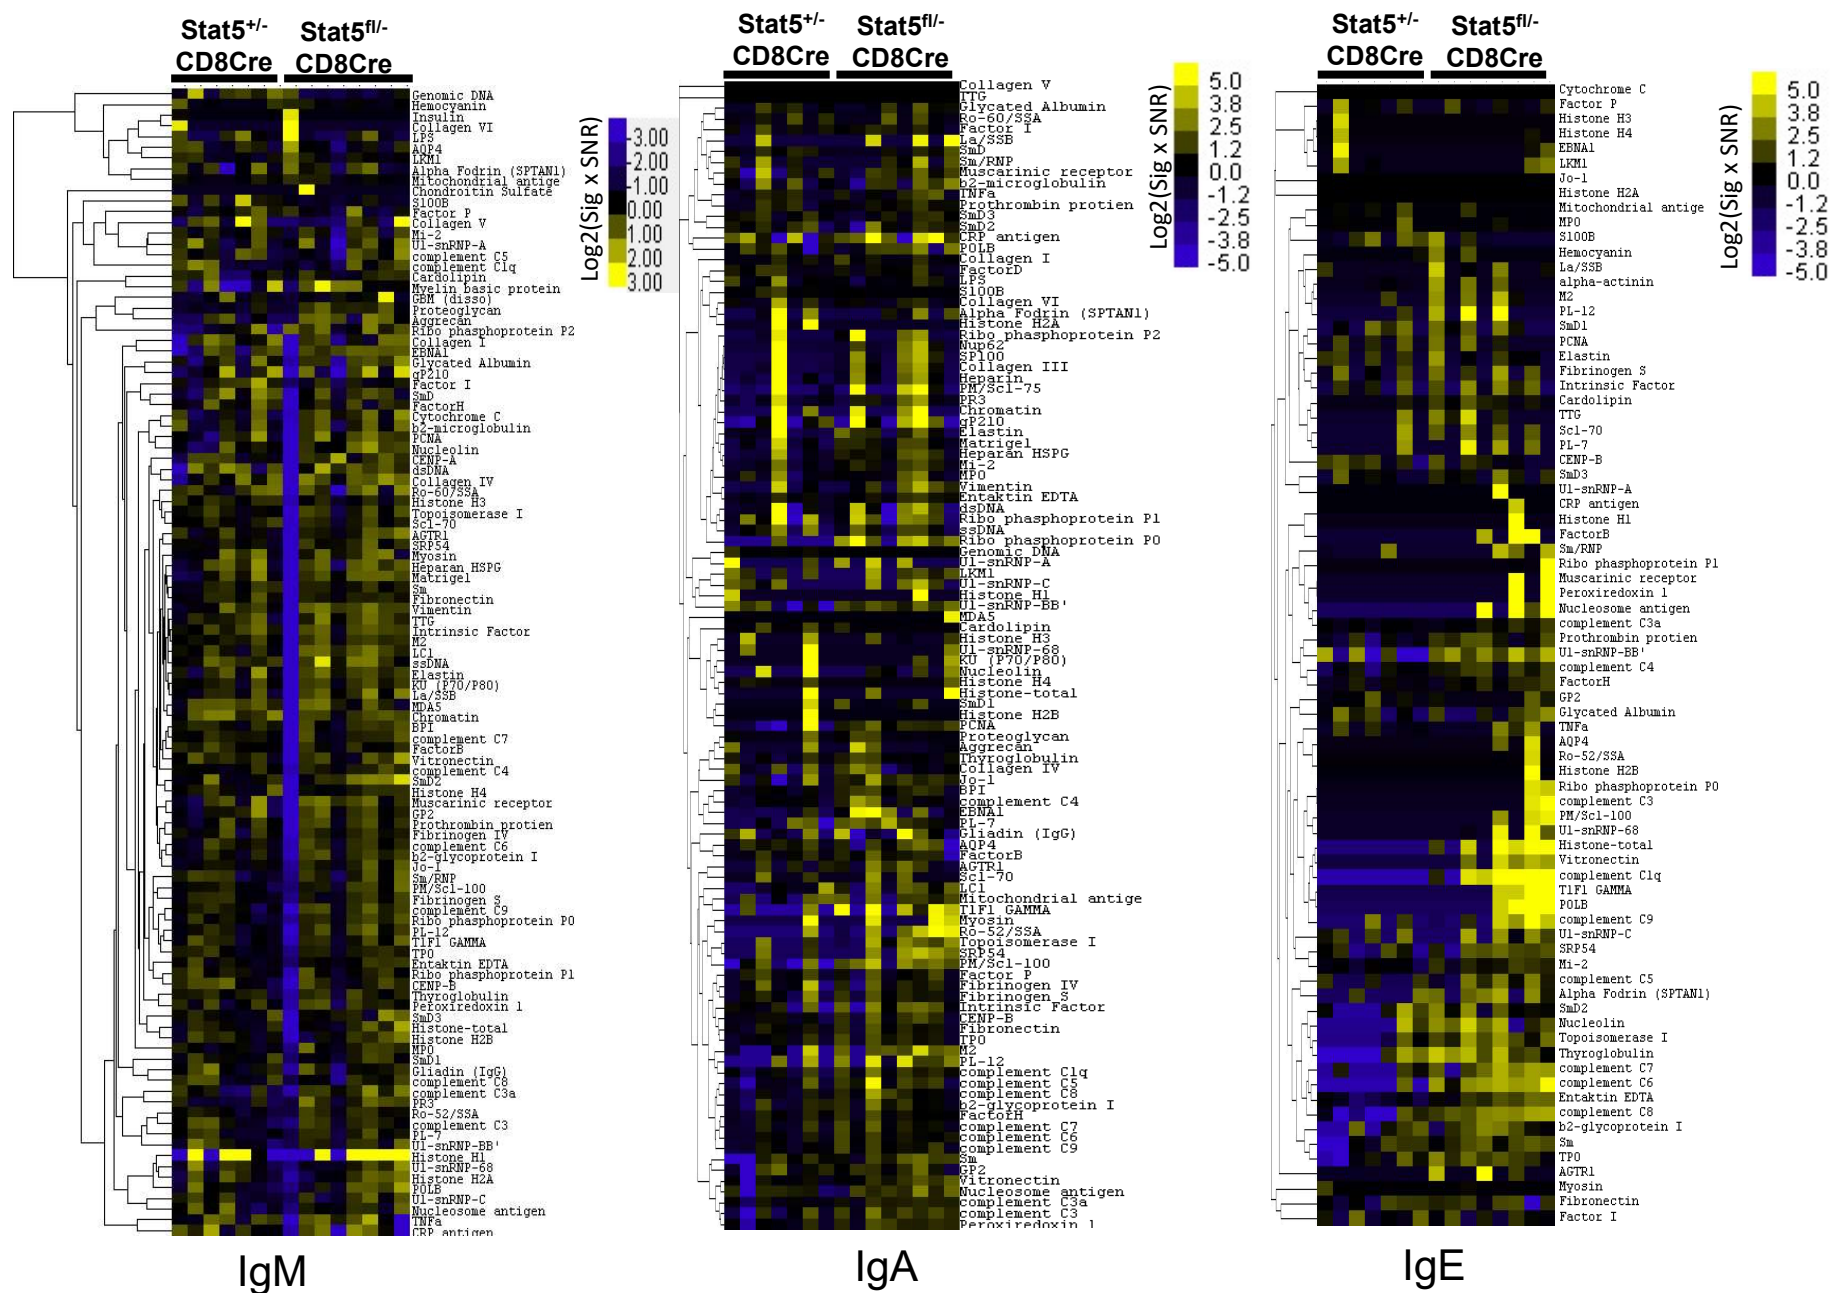 Stat5+/-
CD8Cre
Stat5fl/-
CD8Cre
Genomic DNA
Hemocyanin
Insulin
Collagen VI
LPS
AQP4
LKM1
Alpha Fodrin (SPTAN1)
Mitochondrial antige
Chondroitin Sulfate
S100B
Factor P
Collagen V
Mi-2
U1-snRNP-A
complement C5
complement C1q
Cardolipin
Myelin basic protein
GBM (disso)
Proteoglycan
Aggrecan
Ribo phasphoprotein P2
Collagen I
EBNA1
Glycated Albumin
gP210
Factor I
SmD
FactorH
Cytochrome C
b2-microglobulin
PCNA
Nucleolin
CENP-A
dsDNA
Collagen IV
Ro-60/SSA
Histone H3
Topoisomerase I
Scl-70
AGTR1
SRP54
Myosin
Heparan HSPG
Matrigel
Sm
Fibronectin
Vimentin
TTG
Intrinsic Factor
M2
LC1
ssDNA
Elastin
KU (P70/P80)
La/SSB
MDA5
Chromatin
BPI
complement C7
FactorB
Vitronectin
complement C4
SmD2
Histone H4
Muscarinic receptor
GP2
Prothrombin protien
Fibrinogen IV
complement C6
b2-glycoprotein I
Jo-1
Sm/RNP
PM/Scl-100
Fibrinogen S
complement C9
Ribo phasphoprotein P0
PL-12
T1F1 GAMMA
TPO
Entaktin EDTA
Ribo phasphoprotein P1
CENP-B
Thyroglobulin
Peroxiredoxin 1
SmD3
Histone-total
Histone H2B
MPO
SmD1
Gliadin (IgG)
complement C8
complement C3a
PR3
Ro-52/SSA
complement C3
PL-7
U1-snRNP-BB'
Histone H1
U1-snRNP-68
Histone H2A
POLB
U1-snRNP-C
Nucleosome antigen
TNFa
CRP antigen
IgM
Log2(Sig x SNR)
-3.00
-2.00
-1.00
0.00
1.00
2.00
3.00
Stat5+/-
CD8Cre
Stat5fl/-
CD8Cre
Collagen V
TTG
Glycated Albumin
Ro-60/SSA
Factor I
La/SSB
SmD
Sm/RNP
Muscarinic receptor
b2-microglobulin
TNFa
Prothrombin protien
SmD3
SmD2
CRP antigen
POLB
Collagen I
FactorD
LPS
S100B
Collagen VI
Alpha Fodrin (SPTAN1)
Histone H2A
Ribo phasphoprotein P2
Nup62
SP100
Collagen III
Heparin
PM/Scl-75
PR3
Chromatin
gP210
Elastin
Matrigel
Heparan HSPG
Mi-2
MPO
Vimentin
Entaktin EDTA
dsDNA
Ribo phasphoprotein P1
ssDNA
Ribo phasphoprotein P0
Genomic DNA
U1-snRNP-A
LKM1
U1-snRNP-C
Histone H1
U1-snRNP-BB'
MDA5
Cardolipin
Histone H3
U1-snRNP-68
KU (P70/P80)
Nucleolin
Histone H4
Histone-total
SmD1
Histone H2B
PCNA
Proteoglycan
Aggrecan
Thyroglobulin
Collagen IV
Jo-1
BPI
complement C4
EBNA1
PL-7
Gliadin (IgG)
AQP4
FactorB
AGTR1
Scl-70
LC1
Mitochondrial antige
T1F1 GAMMA
Myosin
Ro-52/SSA
Topoisomerase I
SRP54
PM/Scl-100
Factor P
Fibrinogen IV
Fibrinogen S
Intrinsic Factor
CENP-B
Fibronectin
TPO
M2
PL-12
complement C1q
complement C5
complement C8
b2-glycoprotein I
FactorH
complement C7
complement C6
complement C9
Sm
GP2
Vitronectin
Nucleosome antigen
complement C3a
complement C3
Peroxiredoxin 1
IgA
Log2(Sig x SNR)
5.0
3.8
2.5
1.2
0.0
-1.2
-2.5
-3.8
-5.0
Stat5+/-
CD8Cre
Stat5fl/-
CD8Cre
Cytochrome C
Factor P
Histone H3
Histone H4
EBNA1
LKM1
Jo-1
Histone H2A
Mitochondrial antige
MPO
S100B
Hemocyanin
La/SSB
alpha-actinin
M2
PL-12
SmD1
PCNA
Elastin
Fibrinogen S
Intrinsic Factor
Cardolipin
TTG
Scl-70
PL-7
CENP-B
SmD3
U1-snRNP-A
CRP antigen
Histone H1
FactorB
Sm/RNP
Ribo phasphoprotein P1
Muscarinic receptor
Peroxiredoxin 1
Nucleosome antigen
complement C3a
Prothrombin protien
U1-snRNP-BB'
complement C4
FactorH
GP2
Glycated Albumin
TNFa
AQP4
Ro-52/SSA
Histone H2B
Ribo phasphoprotein P0
complement C3
PM/Scl-100
U1-snRNP-68
Histone-total
Vitronectin
complement C1q
T1F1 GAMMA
POLB
complement C9
U1-snRNP-C
SRP54
Mi-2
complement C5
Alpha Fodrin (SPTAN1)
SmD2
Nucleolin
Topoisomerase I
Thyroglobulin
complement C7
complement C6
Entaktin EDTA
complement C8
b2-glycoprotein I
Sm
TPO
AGTR1
Myosin
Fibronectin
Factor I
IgE
Log2(Sig x SNR)
5.0
3.8
2.5
1.2
0.0
-1.2
-2.5
-3.8
-5.0